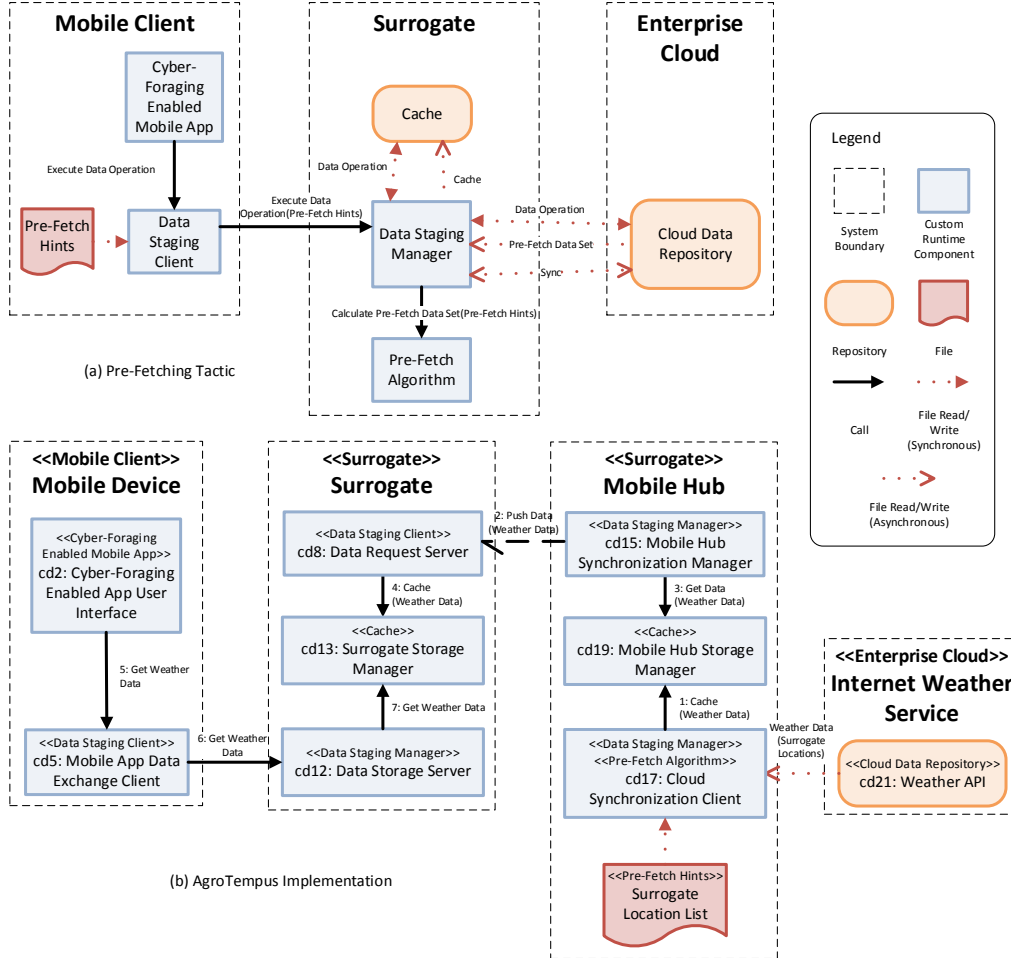 Mobile Client
Surrogate
Enterprise
Cloud
Cyber-
Foraging
Enabled
Mobile App
Execute Data Operation
Pre-Fetch
Hints
Data
Staging
Client
Execute Data
Operation(Pre-Fetch Hints)
Cache
Data Operation
Cache
Data Staging
Manager
Data Operation
Pre-Fetch Data Set
Sync
Cloud Data
Repository
Calculate Pre-Fetch Data Set(Pre-Fetch Hints)
Pre-Fetch
Algorithm
(a) Pre-Fetching Tactic
Legend
System
Boundary
Custom
Runtime
Component
Repository
File
Call
File Read/
Write
(Synchronous)
File Read/Write
(Asynchronous)
<<Mobile Client>>
Mobile Device
<<Surrogate>>
Surrogate
<<Surrogate>>
Mobile Hub
<<Cyber-Foraging
Enabled Mobile App>>
cd2: Cyber-Foraging
Enabled App User
Interface
5: Get Weather
Data
<<Data Staging Client>>
cd5: Mobile App Data
Exchange Client
6: Get Weather
Data
<<Data Staging Client>>
cd8: Data Request Server
4: Cache
(Weather Data)
<<Cache>>
cd13: Surrogate Storage
Manager
7: Get Weather Data
<<Data Staging Manager>>
cd12: Data Storage Server
2: Push Data
(Weather Data)
<<Data Staging Manager>>
cd15: Mobile Hub
Synchronization Manager
3: Get Data
(Weather Data)
<<Cache>>
cd19: Mobile Hub Storage
Manager
1: Cache
(Weather Data)
<<Data Staging Manager>>
<<Pre-Fetch Algorithm>>
cd17: Cloud
Synchronization Client
<<Pre-Fetch Hints>>
Surrogate
Location List
Weather Data
(Surrogate
Locations)
<<Enterprise Cloud>>
Internet Weather
Service
<<Cloud Data Repository>>
cd21: Weather API
(b) AgroTempus Implementation